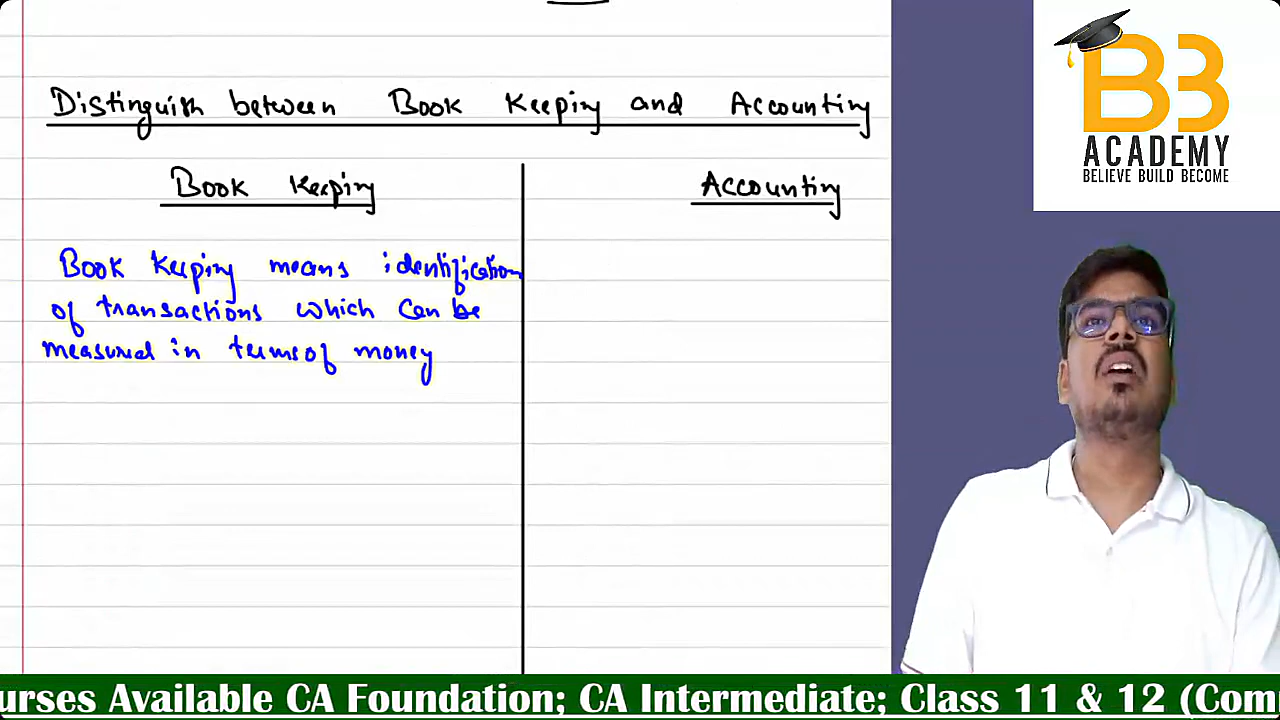 Distinguish between Book Keeping and Accounting
Book Keeping
Accounting
Book Keeping means identification
of transactions which can be
measured in terms of money
B3
ACADEMY
BELIEVE BUILD BECOME
urses Available CA Foundation; CA Intermediate; Class 11 & 12 (Com